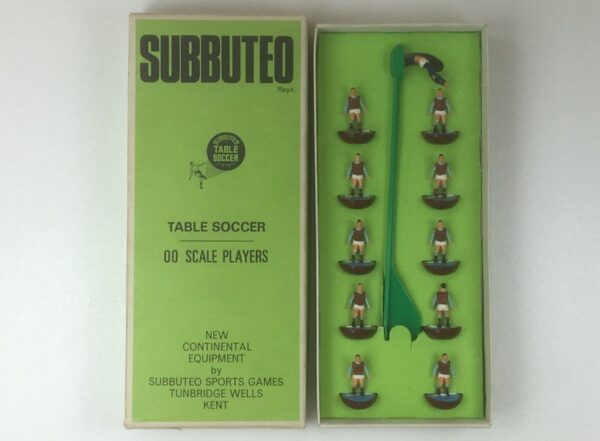 SUBBUTEO
Regd.
SUBBUTEO
TABLE
SOCCER
TABLE SOCCER
OO SCALE PLAYERS
NEW
CONTINENTAL
EQUIPMENT
by
SUBBUTEO SPORTS GAMES
TUNBRIDGE WELLS
KENT